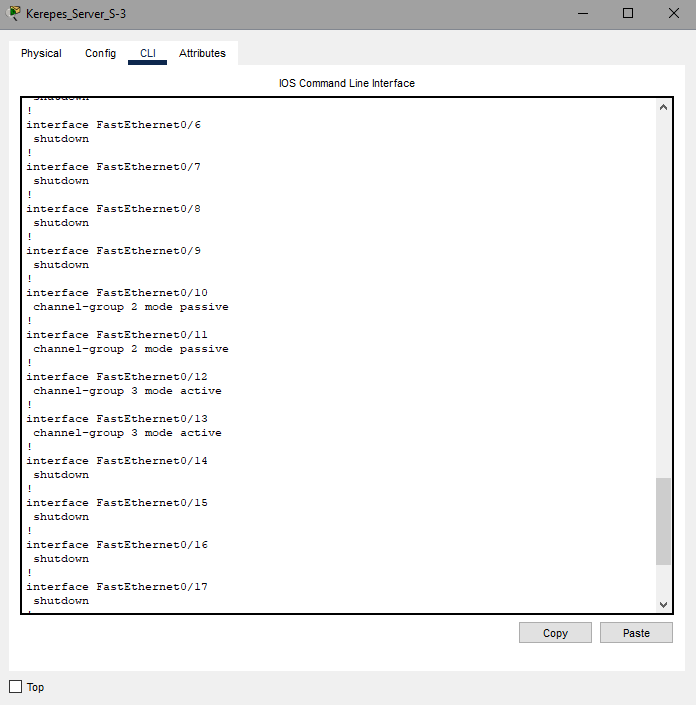 Kerepes_Server_S-3
Physical Config CLI Attributes
IOS Command Line Interface
shutdown
!
interface FastEthernet0/6
shutdown
!
interface FastEthernet0/7
shutdown
!
interface FastEthernet0/8
shutdown
!
interface FastEthernet0/9
shutdown
!
interface FastEthernet0/10
channel-group 2 mode passive
!
interface FastEthernet0/11
channel-group 2 mode passive
!
interface FastEthernet0/12
channel-group 3 mode active
!
interface FastEthernet0/13
channel-group 3 mode active
!
interface FastEthernet0/14
shutdown
!
interface FastEthernet0/15
shutdown
!
interface FastEthernet0/16
shutdown
!
interface FastEthernet0/17
shutdown
!
Copy Paste
Top